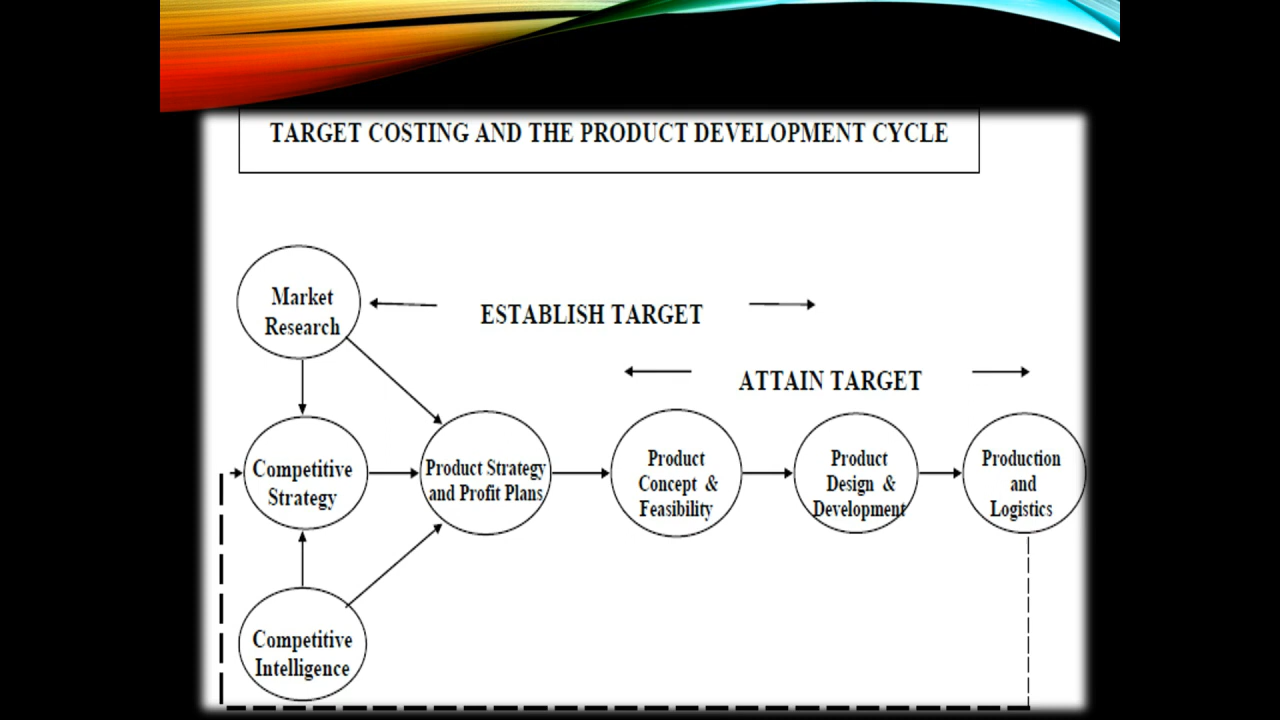 TARGET COSTING AND THE PRODUCT DEVELOPMENT CYCLE
Market
Research
ESTABLISH TARGET
ATTAIN TARGET
Competitive
Strategy
Product Strategy
and Profit Plans
Product
Concept &
Feasibility
Product
Design &
Development
Production
and
Logistics
Competitive
Intelligence